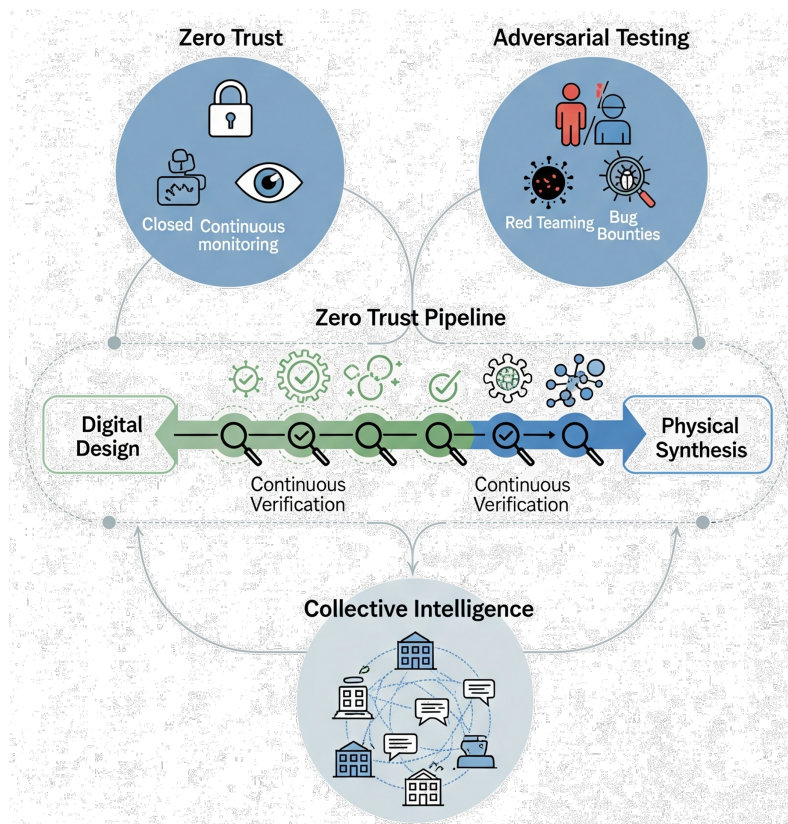 Zero Trust
Adversarial Testing
Closed
Continuous
monitoring
Red Teaming
Bug
Bounties
Zero Trust Pipeline
Digital
Design
Physical
Synthesis
Continuous
Verification
Continuous
Verification
Collective Intelligence